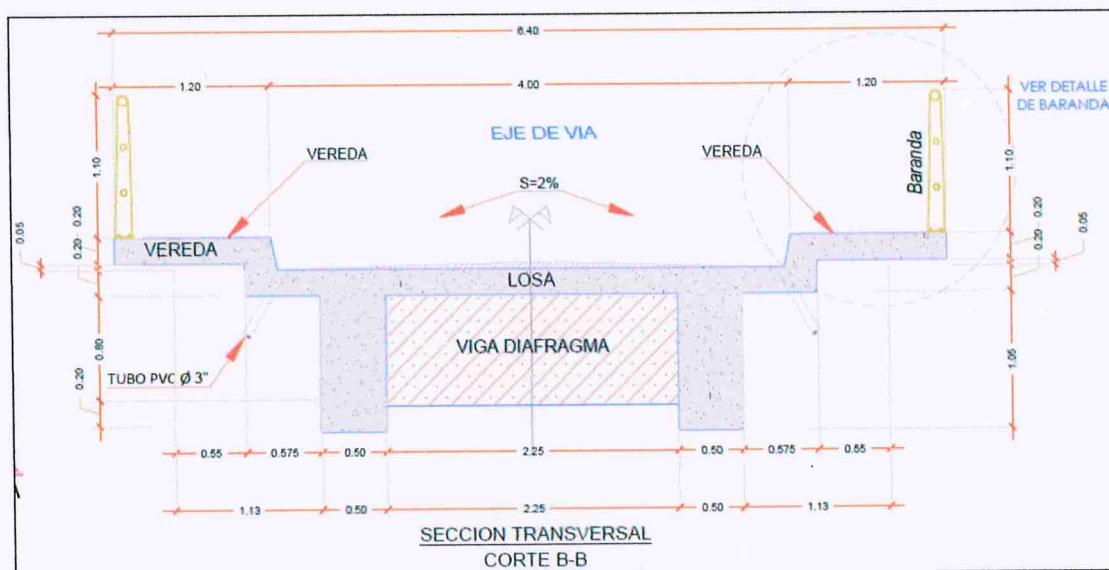 6.40
1.20 4.00 1.20
VER DETALLE
DE BARANDA
EJE DE VIA
VEREDA VEREDA
Baranda
1.10 1.10
S=2%
0.20 0.20
0.05 0.05
0.20 0.20
VEREDA
LOSA
VIGA DIAFRAGMA
TUBO PVC Ø 3"
0.80
0.20
1.05
0.55 0.575 0.50 2.25 0.50 0.575 0.55
1.13 0.50 2.25 0.50 1.13
SECCION TRANSVERSAL
CORTE B-B